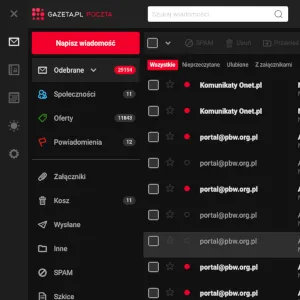 GAZETA.PL POCZTA
Szukaj wiadomości
Napisz wiadomość
SPAM
Usuń
Przenieś
Wszystkie Nieprzeczytane Ulubione Z załącznikami
Odebrane 29194
Społeczności 11
Oferty 11643
Powiadomienia 12
Załączniki
Kosz 11
Wysłane
Inne
SPAM
Szkice
Komunikaty Onet.pl
Komunikaty Onet.pl
portal@pbw.org.pl
portal@pbw.org.pl
portal@pbw.org.pl
portal@pbw.org.pl
portal@pbw.org.pl
portal@pbw.org.pl
portal@pbw.org.pl